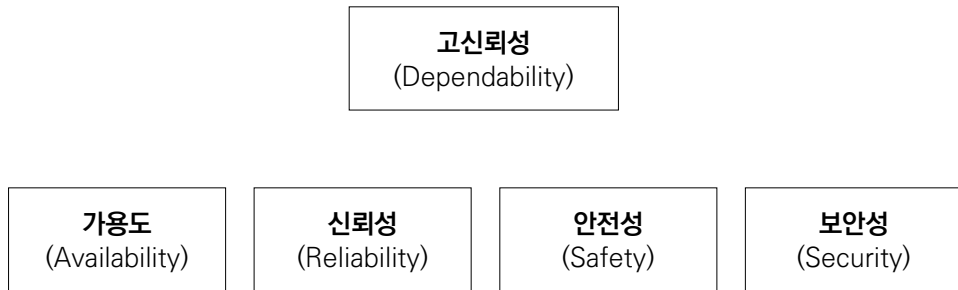 고신뢰성
(Dependability)
가용도
(Availability)
신뢰성
(Reliability)
안전성
(Safety)
보안성
(Security)